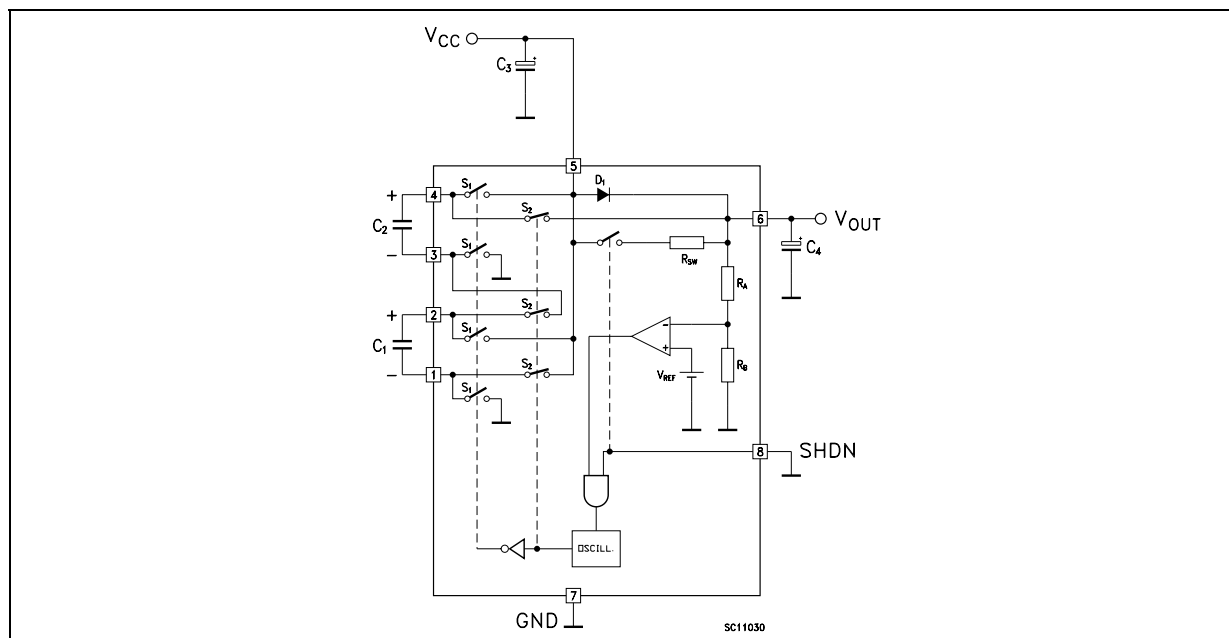 VCC
C3
+
5
S1
D1
+
4
S2
6
VOUT
C2
+
C4
S1
RSW
-
3
RA
S2
+
2
S1
-
+
C1
S2
VREF
RB
-
1
S1
8
SHDN
OSCILL.
7
GND
SC11030